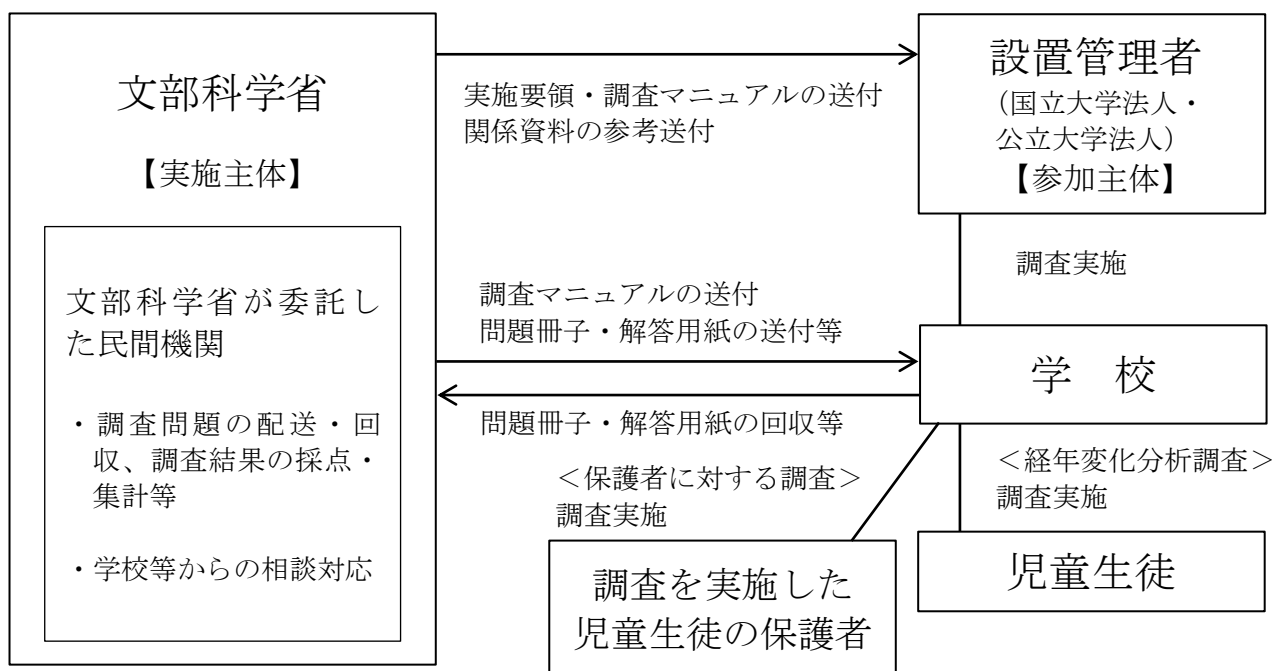 文部科学省
【実施主体】
文部科学省が委託し
た民間機関
・調査問題の配送・回
収、調査結果の採点・
集計等
・学校等からの相談対応
実施要領・調査マニュアルの送付
関係資料の参考送付
設置管理者
（国立大学法人・
公立大学法人）
【参加主体】
調査実施
調査マニュアルの送付
問題冊子・解答用紙の送付等
学　校
問題冊子・解答用紙の回収等
＜保護者に対する調査＞
調査実施
＜経年変化分析調査＞
調査実施
調査を実施した
児童生徒の保護者
児童生徒